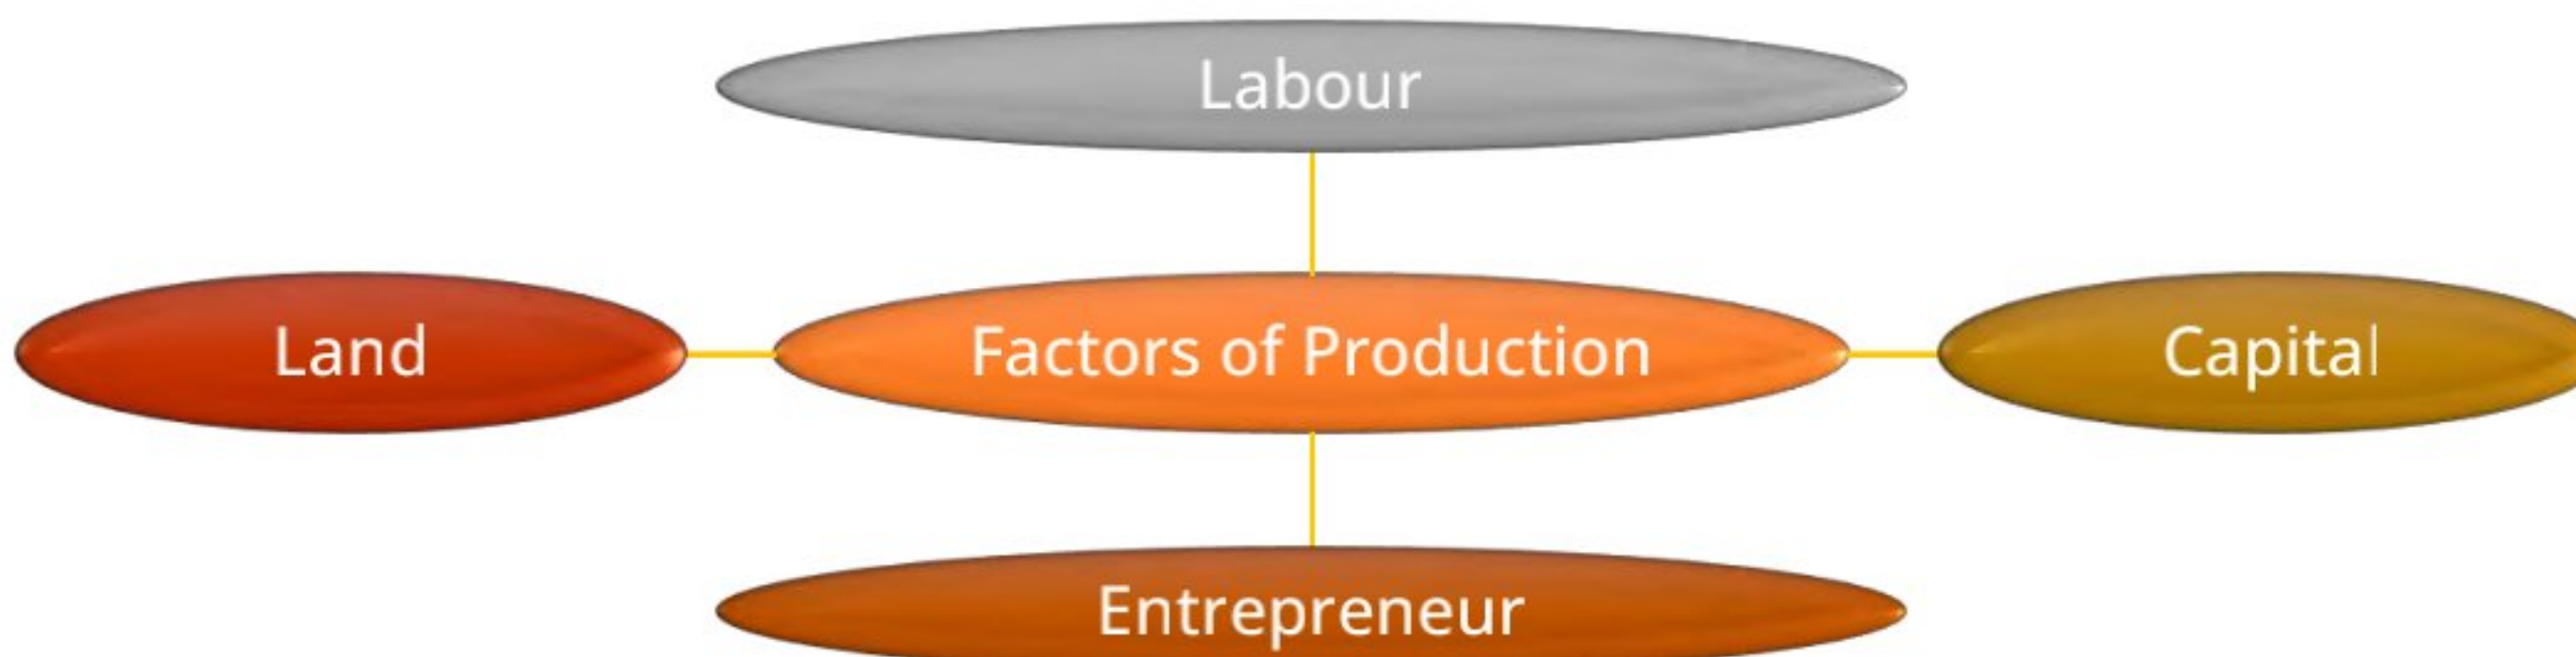 Labour
Land
Factors of Production
Capital
Entrepreneur